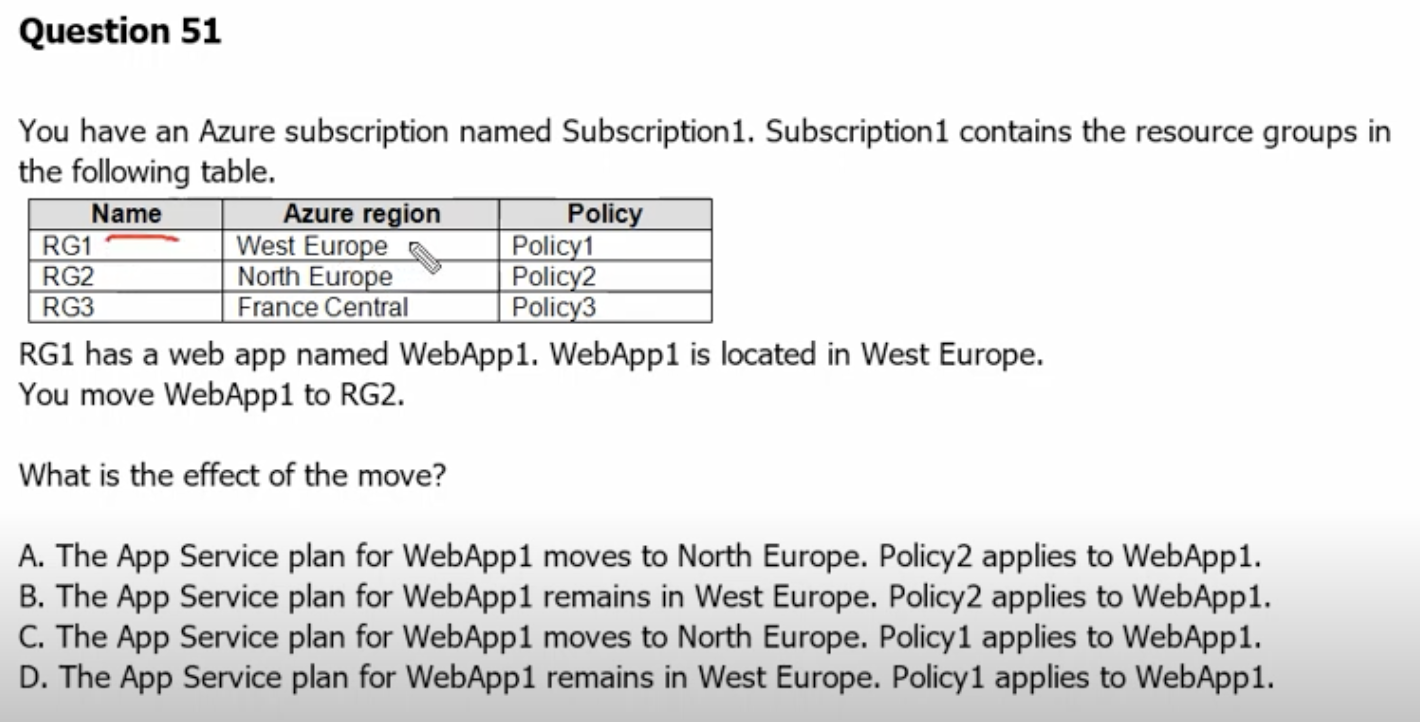 Question 51
You have an Azure subscription named Subscription1. Subscription1 contains the resource groups in
the following table.
Name Azure region Policy
RG1 West Europe Policy1
RG2 North Europe Policy2
RG3 France Central Policy3
RG1 has a web app named WebApp1. WebApp1 is located in West Europe.
You move WebApp1 to RG2.
What is the effect of the move?
A. The App Service plan for WebApp1 moves to North Europe. Policy2 applies to WebApp1.
B. The App Service plan for WebApp1 remains in West Europe. Policy2 applies to WebApp1.
C. The App Service plan for WebApp1 moves to North Europe. Policy1 applies to WebApp1.
D. The App Service plan for WebApp1 remains in West Europe. Policy1 applies to WebApp1.